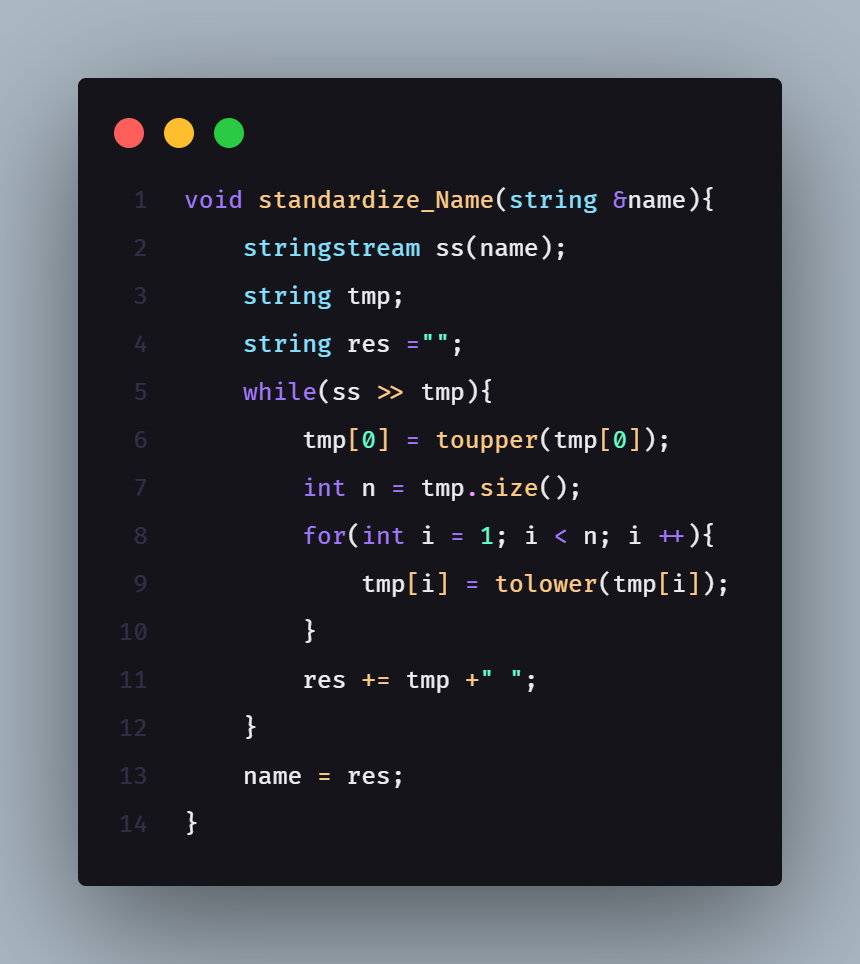 1 void standardize_Name(string &name){
2     stringstream ss(name);
3     string tmp;
4     string res ="";
5     while(ss >> tmp){
6         tmp[0] = toupper(tmp[0]);
7         int n = tmp.size();
8         for(int i = 1; i < n; i ++){
9             tmp[i] = tolower(tmp[i]);
10         }
11         res += tmp +" ";
12     }
13     name = res;
14 }